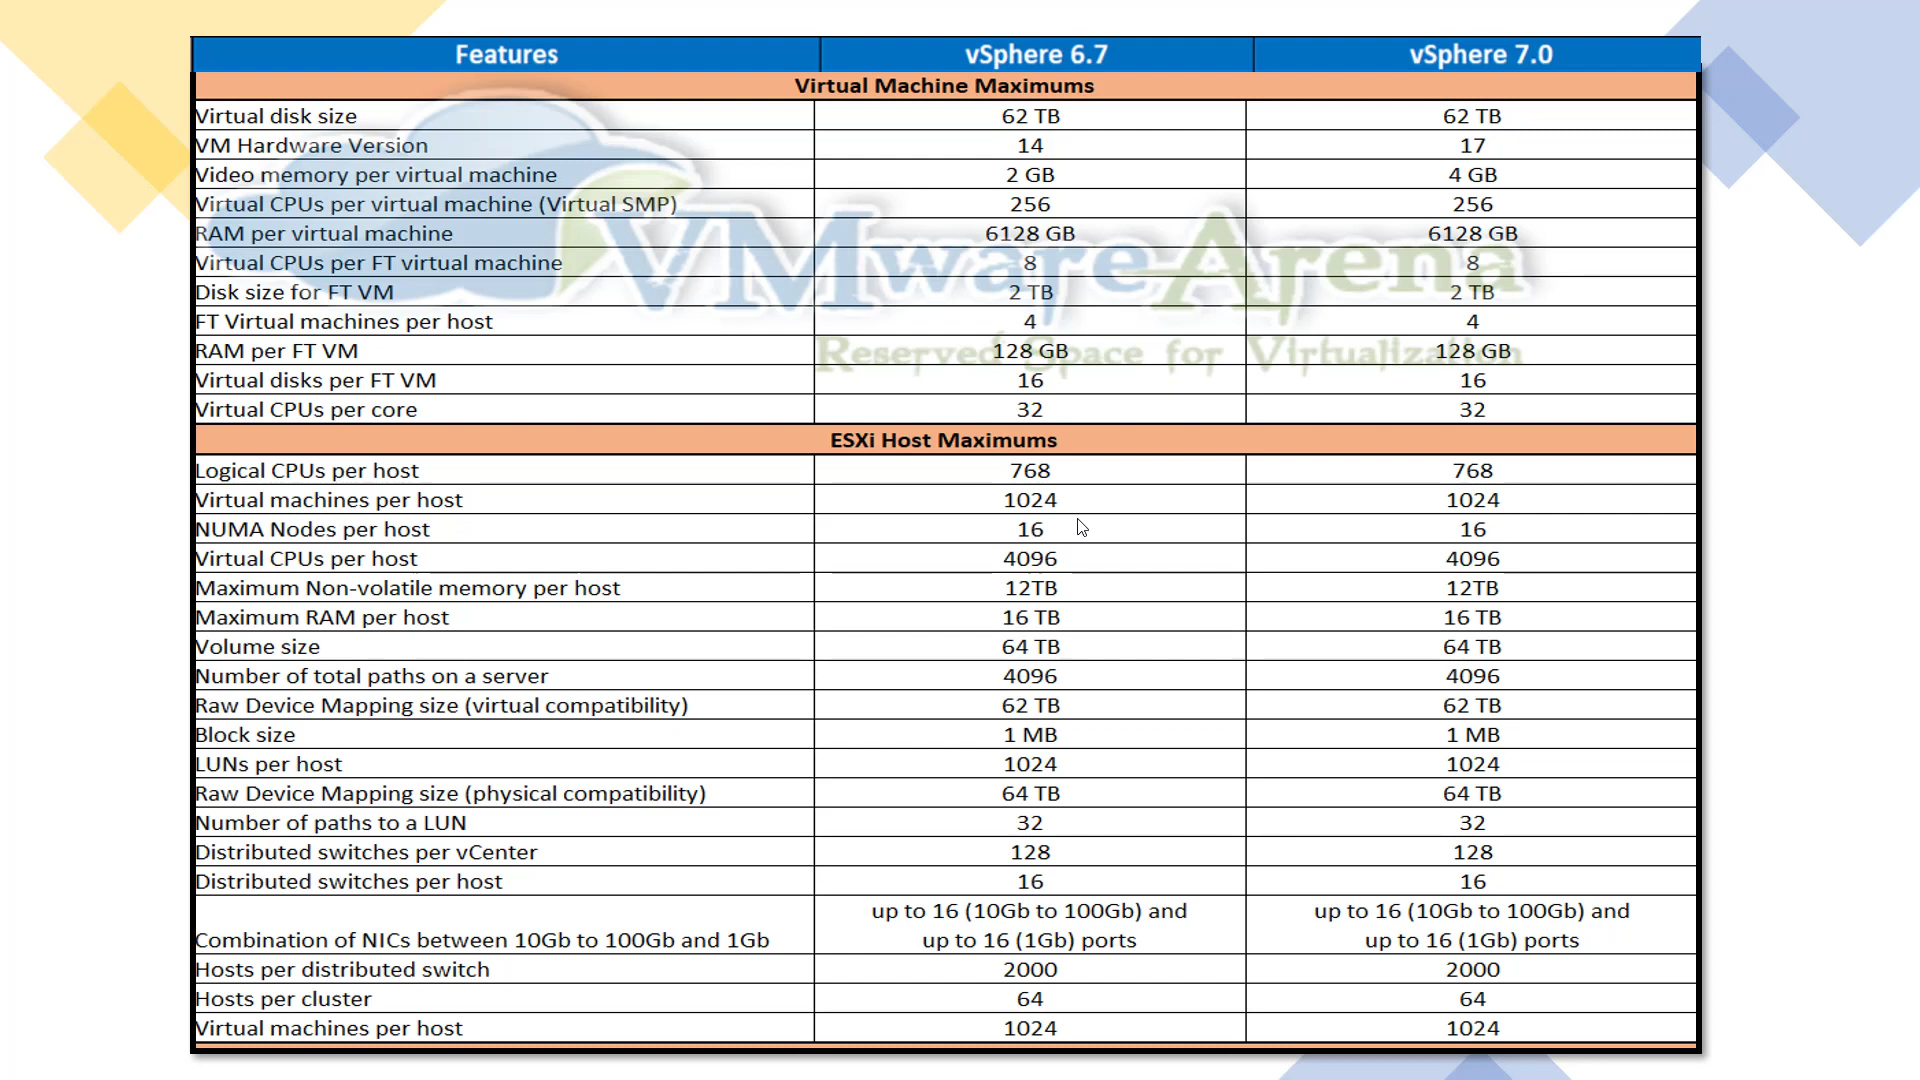 Features vSphere 6.7 vSphere 7.0
Virtual Machine Maximums
Virtual disk size 62 TB 62 TB
VM Hardware Version 14 17
Video memory per virtual machine 2 GB 4 GB
Virtual CPUs per virtual machine (Virtual SMP) 256 256
RAM per virtual machine 6128 GB 6128 GB
Virtual CPUs per FT virtual machine 8 8
Disk size for FT VM 2 TB 2 TB
FT Virtual machines per host 4 4
RAM per FT VM 128 GB 128 GB
Virtual disks per FT VM 16 16
Virtual CPUs per core 32 32
VMwareArena
Reserved Space for Virtualization
ESXi Host Maximums
Logical CPUs per host 768 768
Virtual machines per host 1024 1024
NUMA Nodes per host 16 16
Virtual CPUs per host 4096 4096
Maximum Non-volatile memory per host 12TB 12TB
Maximum RAM per host 16 TB 16 TB
Volume size 64 TB 64 TB
Number of total paths on a server 4096 4096
Raw Device Mapping size (virtual compatibility) 62 TB 62 TB
Block size 1 MB 1 MB
LUNs per host 1024 1024
Raw Device Mapping size (physical compatibility) 64 TB 64 TB
Number of paths to a LUN 32 32
Distributed switches per vCenter 128 128
Distributed switches per host 16 16
up to 16 (10Gb to 100Gb) and up to 16 (10Gb to 100Gb) and
Combination of NICs between 10Gb to 100Gb and 1Gb up to 16 (1Gb) ports up to 16 (1Gb) ports
Hosts per distributed switch 2000 2000
Hosts per cluster 64 64
Virtual machines per host 1024 1024